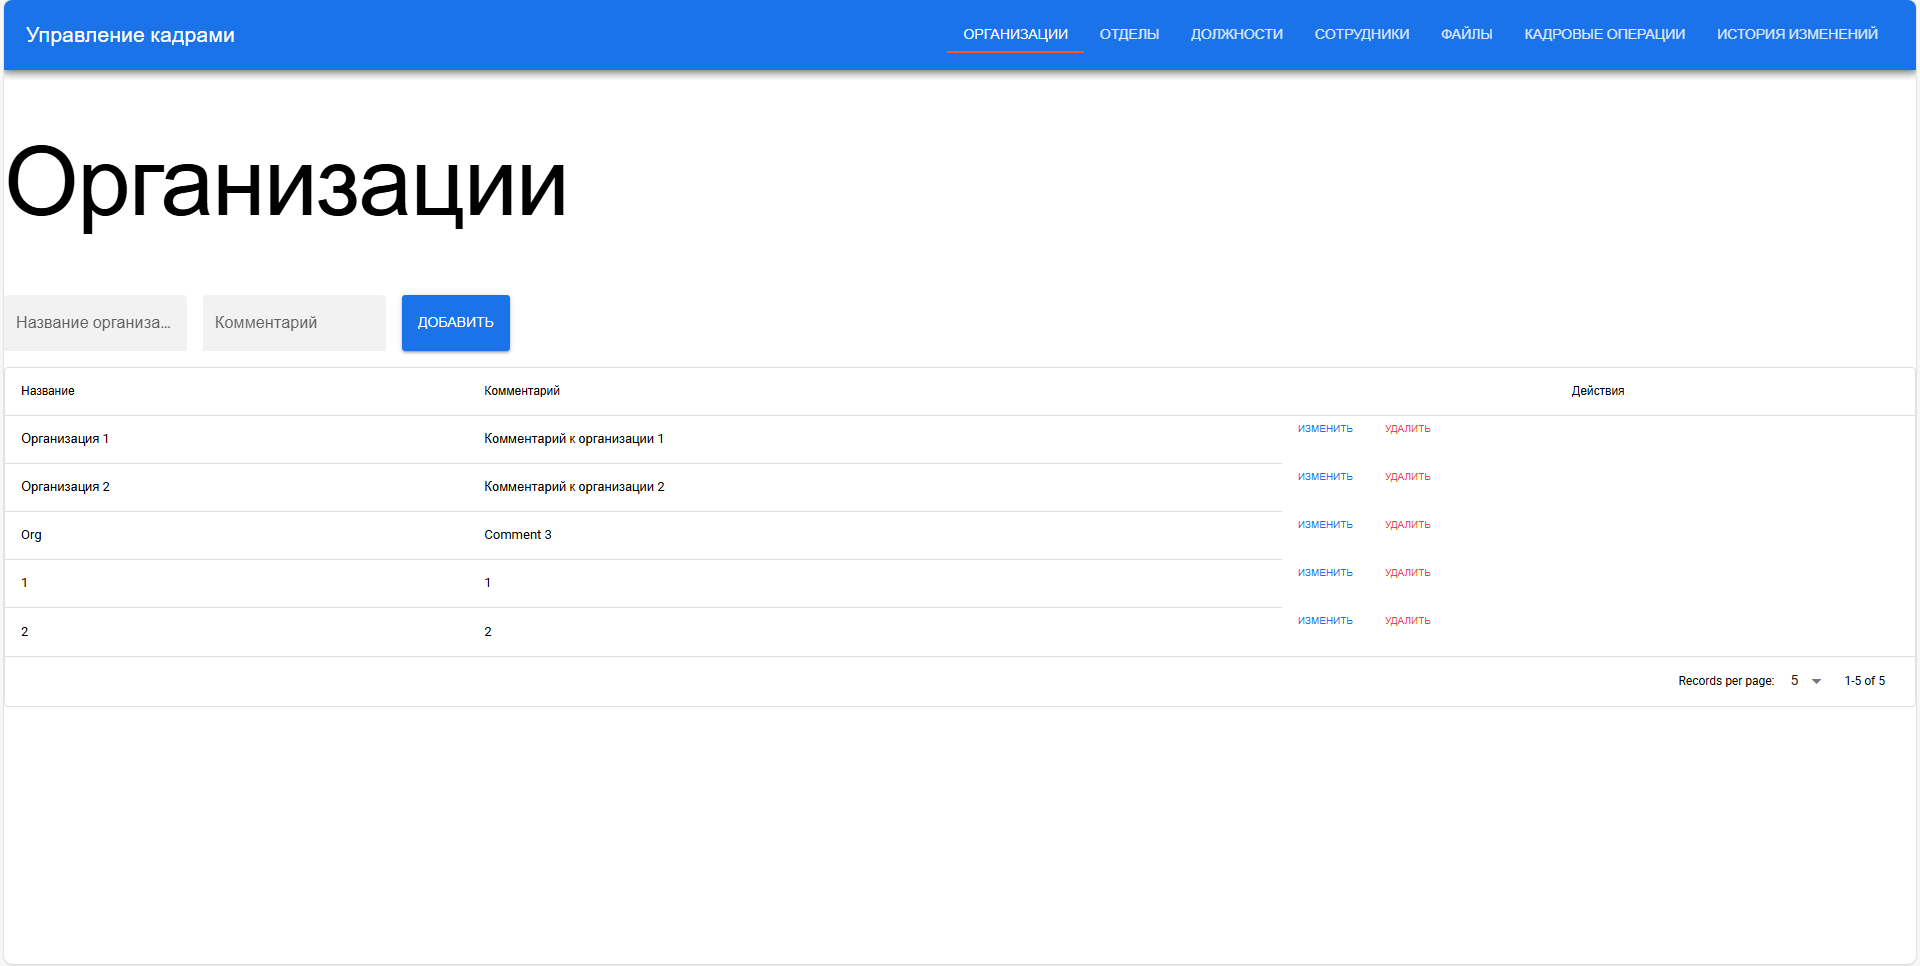 Управление кадрами ОРГАНИЗАЦИИ ОТДЕЛЫ ДОЛЖНОСТИ СОТРУДНИКИ ФАЙЛЫ КАДРОВЫЕ ОПЕРАЦИИ ИСТОРИЯ ИЗМЕНЕНИЙ
Организации
Название организа... Комментарий ДОБАВИТЬ
Название Комментарий Действия
Организация 1 Комментарий к организации 1 ИЗМЕНИТЬ УДАЛИТЬ
Организация 2 Комментарий к организации 2 ИЗМЕНИТЬ УДАЛИТЬ
Org Comment 3 ИЗМЕНИТЬ УДАЛИТЬ
1 1 ИЗМЕНИТЬ УДАЛИТЬ
2 2 ИЗМЕНИТЬ УДАЛИТЬ
Records per page: 5 1-5 of 5